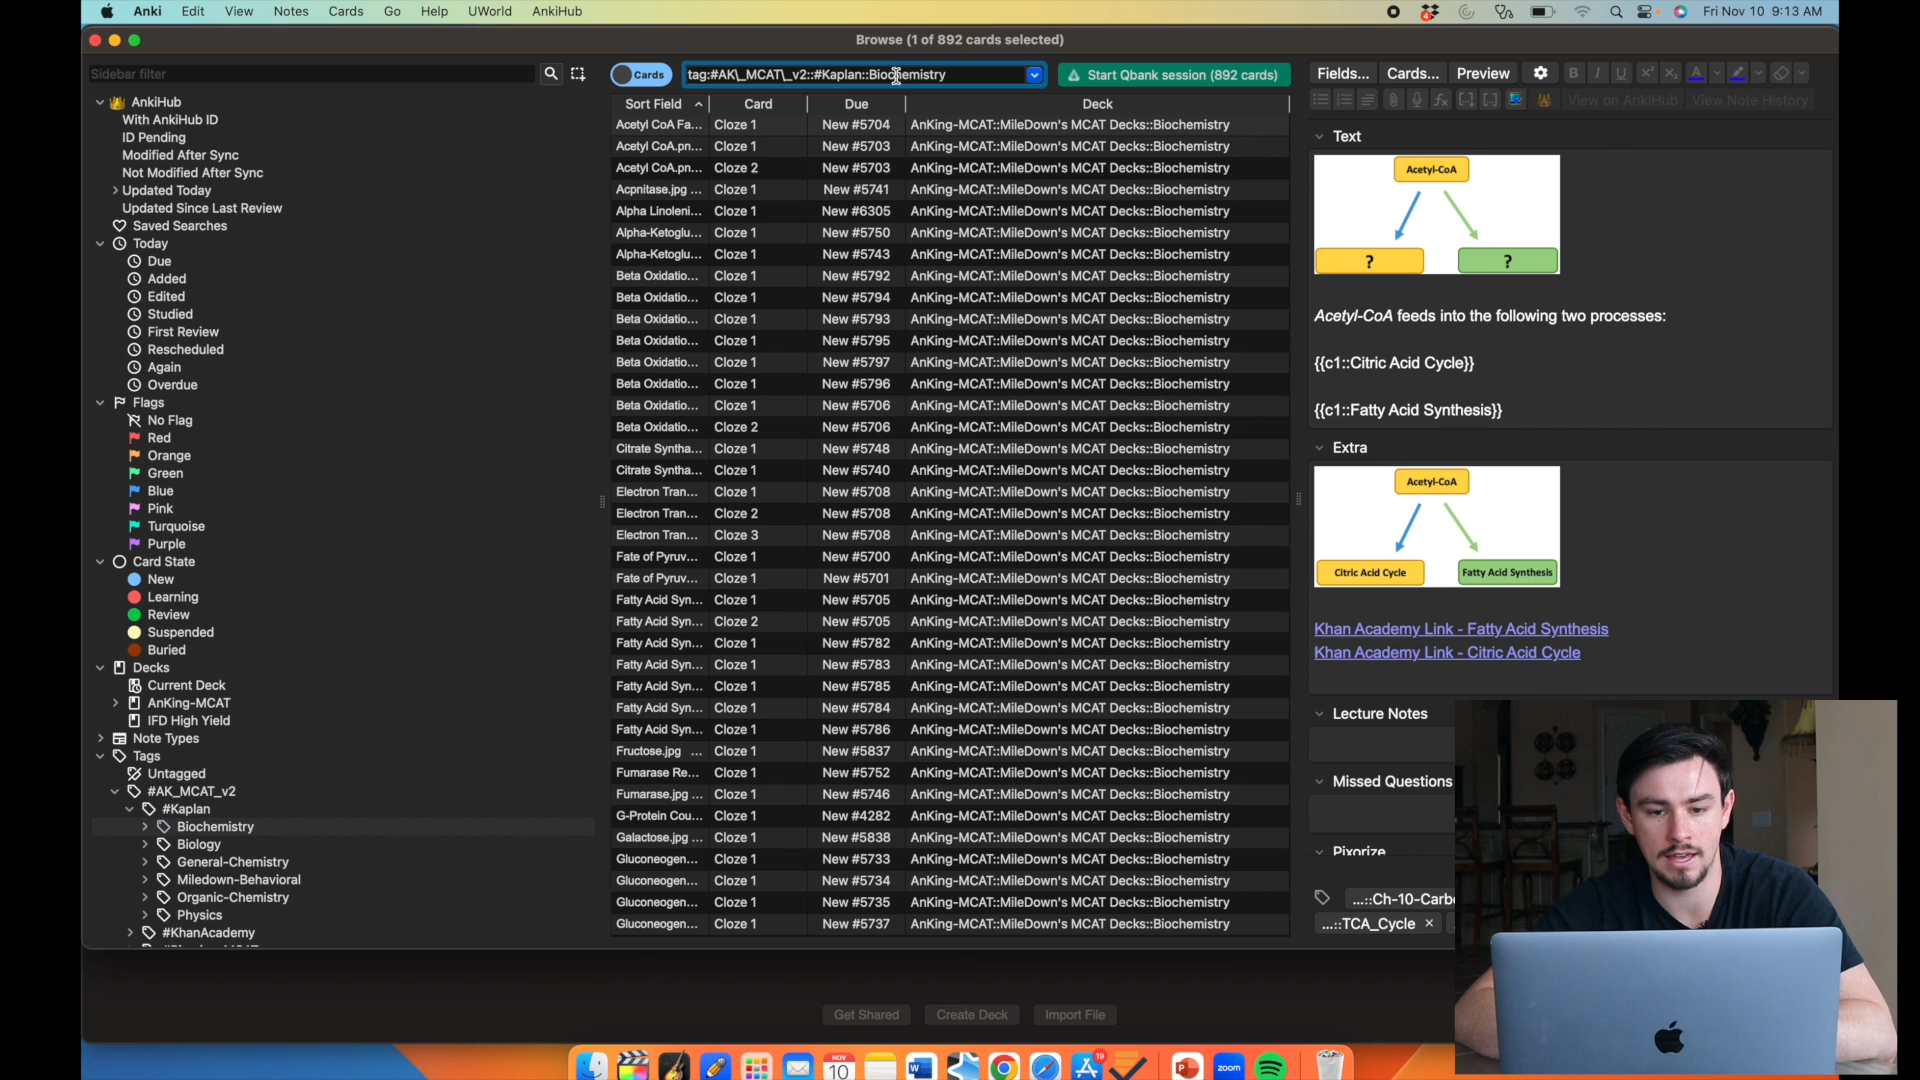 Anki Edit View Notes Cards Go Help UWorld AnkiHub
4
Fri Nov 10 9:13 AM
Browse (1 of 892 cards selected)
Sidebar filter
Cards
tag:#AK\_MCAT\_v2::#Kaplan::Biochemistry
Start Qbank session (892 cards)
Fields... Cards... Preview
B I U x² x₂ A
View on AnkiHub View Note History
AnkiHub
With AnkiHub ID
ID Pending
Modified After Sync
Not Modified After Sync
Updated Today
Updated Since Last Review
Saved Searches
Today
Due
Added
Edited
Studied
First Review
Rescheduled
Again
Overdue
Flags
No Flag
Red
Orange
Green
Blue
Pink
Turquoise
Purple
Card State
New
Learning
Review
Suspended
Buried
Decks
Current Deck
AnKing-MCAT
IFD High Yield
Note Types
Tags
Untagged
#AK_MCAT_v2
#Kaplan
Biochemistry
Biology
General-Chemistry
Miledown-Behavioral
Organic-Chemistry
Physics
#KhanAcademy
Sort Field Card Due Deck
Acetyl CoA Fa... Cloze 1 New #5704 AnKing-MCAT::MileDown's MCAT Decks::Biochemistry
Acetyl CoA.pn... Cloze 1 New #5703 AnKing-MCAT::MileDown's MCAT Decks::Biochemistry
Acetyl CoA.pn... Cloze 2 New #5703 AnKing-MCAT::MileDown's MCAT Decks::Biochemistry
Acpnitase.jpg ... Cloze 1 New #5741 AnKing-MCAT::MileDown's MCAT Decks::Biochemistry
Alpha Linoleni... Cloze 1 New #6305 AnKing-MCAT::MileDown's MCAT Decks::Biochemistry
Alpha-Ketoglu... Cloze 1 New #5750 AnKing-MCAT::MileDown's MCAT Decks::Biochemistry
Alpha-Ketoglu... Cloze 1 New #5743 AnKing-MCAT::MileDown's MCAT Decks::Biochemistry
Beta Oxidatio... Cloze 1 New #5792 AnKing-MCAT::MileDown's MCAT Decks::Biochemistry
Beta Oxidatio... Cloze 1 New #5794 AnKing-MCAT::MileDown's MCAT Decks::Biochemistry
Beta Oxidatio... Cloze 1 New #5793 AnKing-MCAT::MileDown's MCAT Decks::Biochemistry
Beta Oxidatio... Cloze 1 New #5795 AnKing-MCAT::MileDown's MCAT Decks::Biochemistry
Beta Oxidatio... Cloze 1 New #5797 AnKing-MCAT::MileDown's MCAT Decks::Biochemistry
Beta Oxidatio... Cloze 1 New #5796 AnKing-MCAT::MileDown's MCAT Decks::Biochemistry
Beta Oxidatio... Cloze 1 New #5706 AnKing-MCAT::MileDown's MCAT Decks::Biochemistry
Beta Oxidatio... Cloze 2 New #5706 AnKing-MCAT::MileDown's MCAT Decks::Biochemistry
Citrate Syntha... Cloze 1 New #5748 AnKing-MCAT::MileDown's MCAT Decks::Biochemistry
Citrate Syntha... Cloze 1 New #5740 AnKing-MCAT::MileDown's MCAT Decks::Biochemistry
Electron Tran... Cloze 1 New #5708 AnKing-MCAT::MileDown's MCAT Decks::Biochemistry
Electron Tran... Cloze 2 New #5708 AnKing-MCAT::MileDown's MCAT Decks::Biochemistry
Electron Tran... Cloze 3 New #5708 AnKing-MCAT::MileDown's MCAT Decks::Biochemistry
Fate of Pyruv... Cloze 1 New #5700 AnKing-MCAT::MileDown's MCAT Decks::Biochemistry
Fate of Pyruv... Cloze 1 New #5701 AnKing-MCAT::MileDown's MCAT Decks::Biochemistry
Fatty Acid Syn... Cloze 1 New #5705 AnKing-MCAT::MileDown's MCAT Decks::Biochemistry
Fatty Acid Syn... Cloze 2 New #5705 AnKing-MCAT::MileDown's MCAT Decks::Biochemistry
Fatty Acid Syn... Cloze 1 New #5782 AnKing-MCAT::MileDown's MCAT Decks::Biochemistry
Fatty Acid Syn... Cloze 1 New #5783 AnKing-MCAT::MileDown's MCAT Decks::Biochemistry
Fatty Acid Syn... Cloze 1 New #5785 AnKing-MCAT::MileDown's MCAT Decks::Biochemistry
Fatty Acid Syn... Cloze 1 New #5784 AnKing-MCAT::MileDown's MCAT Decks::Biochemistry
Fatty Acid Syn... Cloze 1 New #5786 AnKing-MCAT::MileDown's MCAT Decks::Biochemistry
Fructose.jpg ... Cloze 1 New #5837 AnKing-MCAT::MileDown's MCAT Decks::Biochemistry
Fumarase Re... Cloze 1 New #5752 AnKing-MCAT::MileDown's MCAT Decks::Biochemistry
Fumarase.jpg ... Cloze 1 New #5746 AnKing-MCAT::MileDown's MCAT Decks::Biochemistry
G-Protein Cou... Cloze 1 New #4282 AnKing-MCAT::MileDown's MCAT Decks::Biochemistry
Galactose.jpg ... Cloze 1 New #5838 AnKing-MCAT::MileDown's MCAT Decks::Biochemistry
Gluconeogen... Cloze 1 New #5733 AnKing-MCAT::MileDown's MCAT Decks::Biochemistry
Gluconeogen... Cloze 1 New #5734 AnKing-MCAT::MileDown's MCAT Decks::Biochemistry
Gluconeogen... Cloze 1 New #5735 AnKing-MCAT::MileDown's MCAT Decks::Biochemistry
Gluconeogen... Cloze 1 New #5737 AnKing-MCAT::MileDown's MCAT Decks::Biochemistry
Text
Acetyl-CoA
? ?
Acetyl-CoA feeds into the following two processes:
{{c1::Citric Acid Cycle}}
{{c1::Fatty Acid Synthesis}}
Extra
Acetyl-CoA
Citric Acid Cycle Fatty Acid Synthesis
Khan Academy Link - Fatty Acid Synthesis
Khan Academy Link - Citric Acid Cycle
Lecture Notes
Missed Questions
Pixorize
...::Ch-10-Carbo
...::TCA_Cycle ×
Get Shared Create Deck Import File
NOV
10
W
19
P
zoom